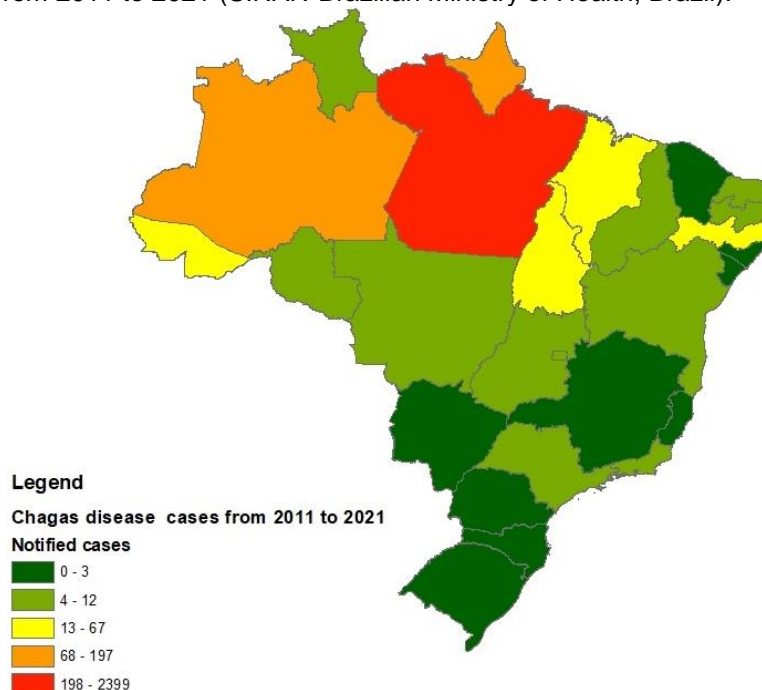 from 2011 to 2021 (SINAN Brazilian Ministry of Health, Brazil).
Legend
Chagas disease cases from 2011 to 2021
Notified cases
0 - 3
4 - 12
13 - 67
68 - 197
198 - 2399